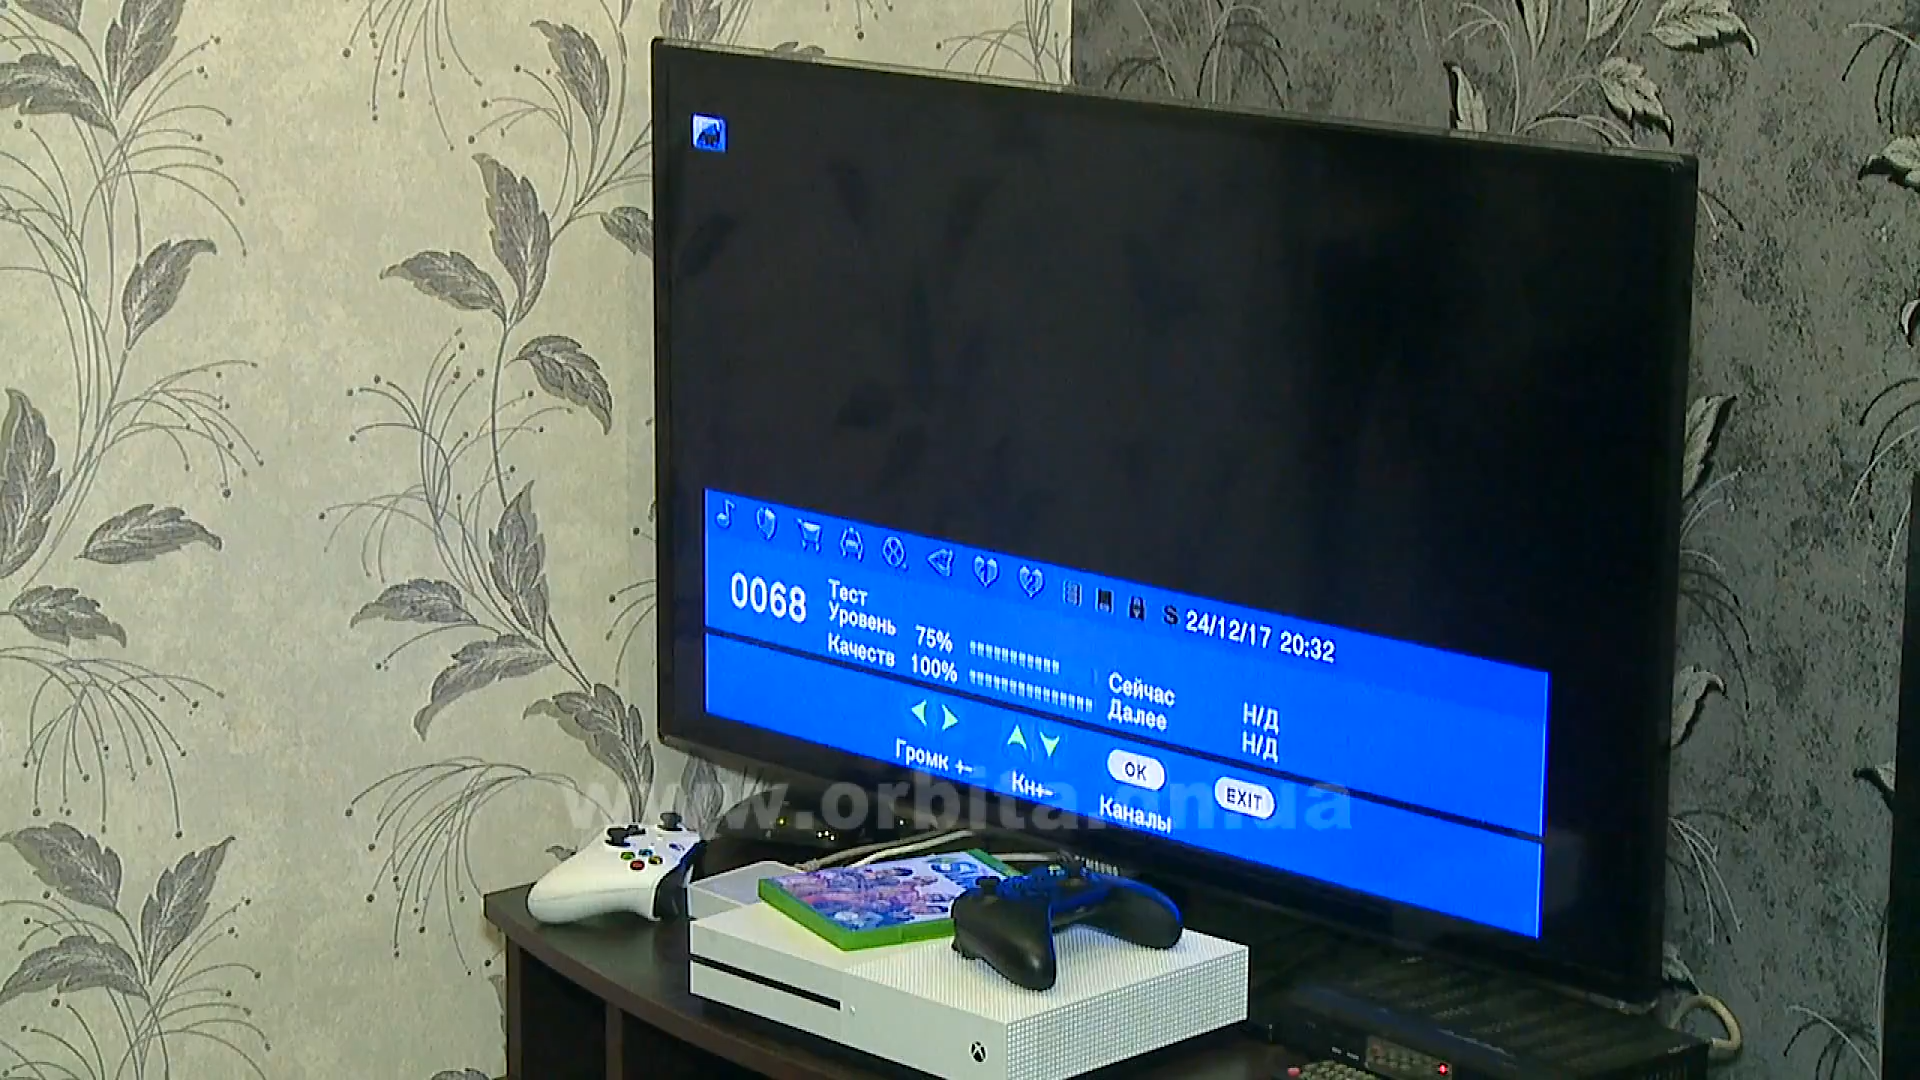 S 24/12/17 20:32
0068 Тест
Уровень 75%
Качеств 100%
Сейчас Н/Д
Далее Н/Д
Громк +-
Кн+-
OK
Каналы
EXIT
www.orbita.dn.ua
SAMSUNG